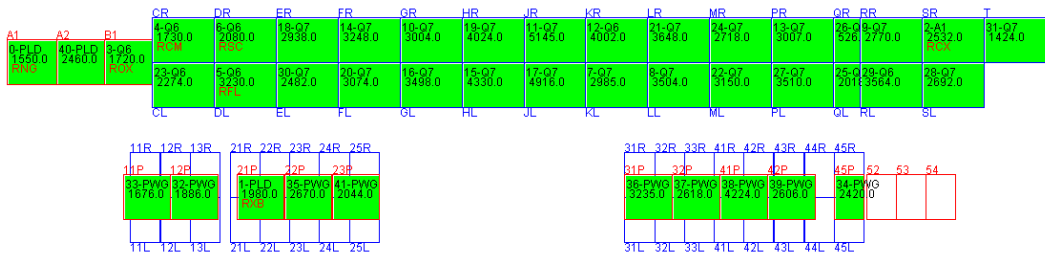 CR DR ER FR GR HR JR KR LR MR PR QR RR SR T
A1 A2 B1
4-Q6 6-Q6 18-Q7 14-Q7 10-Q7 19-Q7 11-Q7 12-Q7 21-Q7 24-Q7 13-Q7 26-Q 9-Q7 2-A1 31-Q7
1730.0 2080.0 2938.0 3248.0 3004.0 4024.0 5145.0 4002.0 3648.0 2718.0 3007.0 526 2770.0 2532.0 1424.0
RCM RSC RCX
0-PLD 40-PLD 3-Q6
1550.0 2460.0 1720.0
RNG ROX
23-Q6 5-Q6 30-Q7 20-Q7 16-Q7 15-Q7 17-Q7 7-Q7 8-Q7 22-Q7 27-Q7 25-Q 29-Q6 28-Q7
2274.0 3230.0 2482.0 3074.0 3498.0 4330.0 4916.0 2985.0 3504.0 3150.0 3510.0 2018 3564.0 2692.0
RFL
CL DL EL FL GL HL JL KL LL ML PL QL RL SL
11R 12R 13R 21R 22R 23R 24R 25R 31R 32R 33R 41R 42R 43R 44R 45R
11P 12P 21P 22P 23P 31P 32P 41P 42P 45P 52 53 54
33-PWG 32-PWG 1-PLD 35-PWG 41-PWG 36-PWG 37-PWG 38-PWG 39-PWG 34-PWG
1676.0 1886.0 1980.0 2670.0 2044.0 3235.0 2618.0 4224.0 2606.0 2420.0
RXB
11L 12L 13L 21L 22L 23L 24L 25L 31L 32L 33L 41L 42L 43L 44L 45L